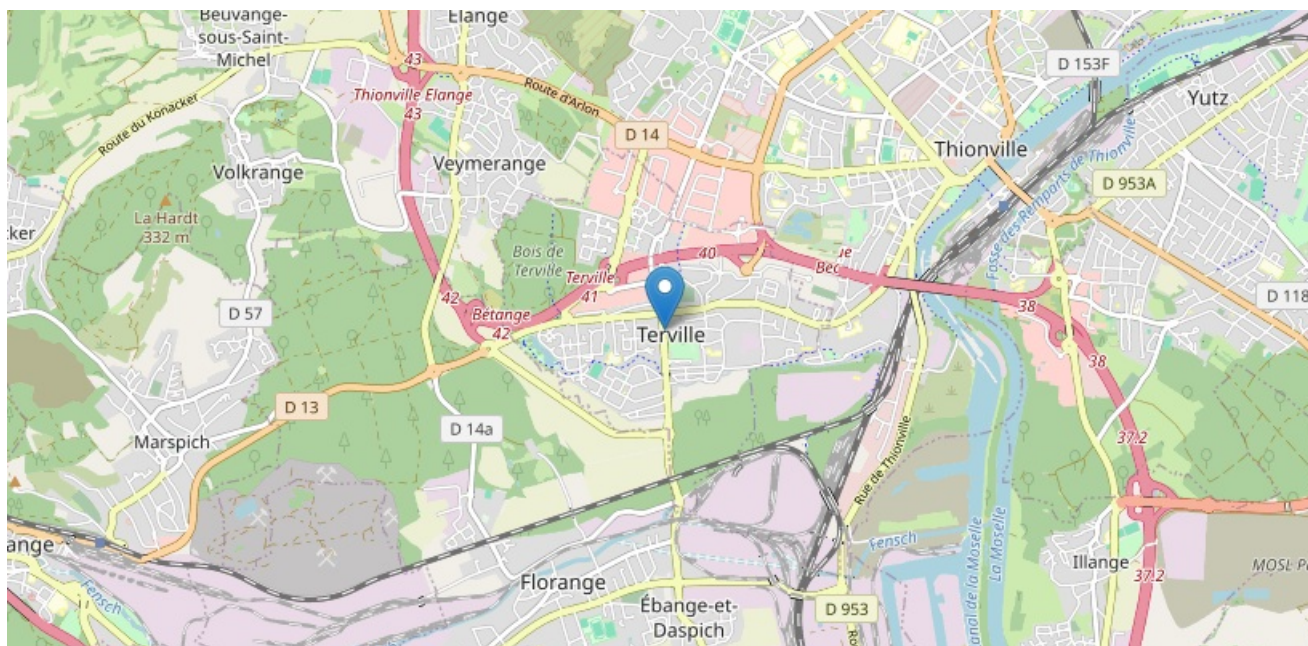 Beuvange-
sous-Saint-
Michel
Elange
43
Thionville Elange
43
Route d'Arlon
D 153F
Yutz
Route du Konacker
D 14
Volkrange
Veymerange
Thionville
D 953A
Fosse des Remparts de Thionville
La Hardt
332 m
ker
Bois de
Terville
40
ue
Bec
Terville
41
42
Bétange
42
D 57
Terville
38
D 118
38
D 13
Marspich
D 14a
37.2
Rue de Thionville
ange
Fensch
Fensch
Canal de la Moselle
La Moselle
Illange
MOSL P
37.2
Florange
Ébange-et-
Daspich
D 953